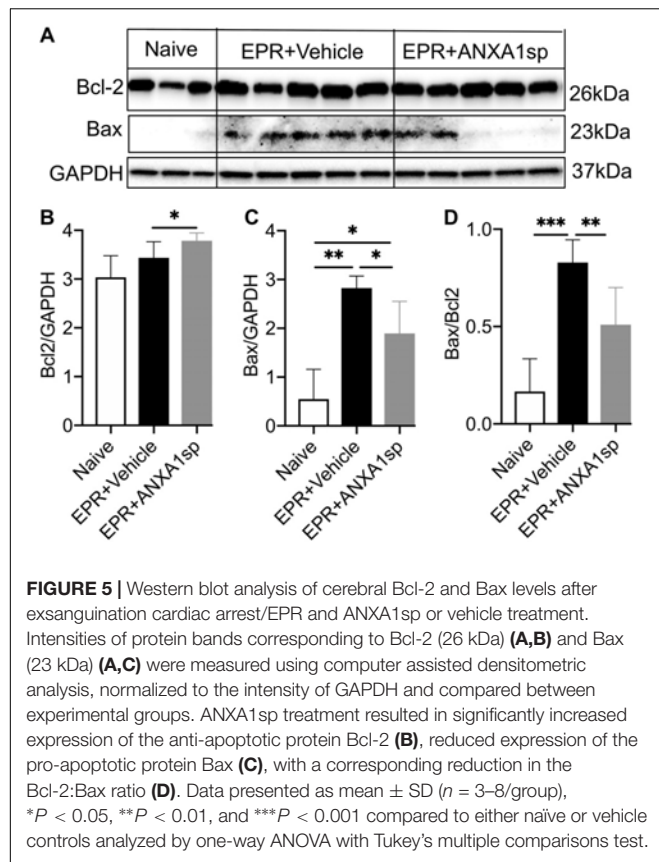 A
Naive EPR+Vehicle EPR+ANXA1sp
Bcl-2 26kDa
Bax 23kDa
GAPDH 37kDa
B
Bcl2/GAPDH
4
3
2
1
0
*
Naive
EPR+Vehicle
EPR+ANXA1sp
C
Bax/GAPDH
4
3
2
1
0
*
** *
Naive
EPR+Vehicle
EPR+ANXA1sp
D
Bax/Bcl2
1.0
0.5
0.0
*** **
Naive
EPR+Vehicle
EPR+ANXA1sp
FIGURE 5 | Western blot analysis of cerebral Bcl-2 and Bax levels after
exsanguination cardiac arrest/EPR and ANXA1sp or vehicle treatment.
Intensities of protein bands corresponding to Bcl-2 (26 kDa) (A,B) and Bax
(23 kDa) (A,C) were measured using computer assisted densitometric
analysis, normalized to the intensity of GAPDH and compared between
experimental groups. ANXA1sp treatment resulted in significantly increased
expression of the anti-apoptotic protein Bcl-2 (B), reduced expression of the
pro-apoptotic protein Bax (C), with a corresponding reduction in the
Bcl-2:Bax ratio (D). Data presented as mean ± SD (n = 3–8/group),
*P < 0.05, **P < 0.01, and ***P < 0.001 compared to either naïve or vehicle
controls analyzed by one-way ANOVA with Tukey's multiple comparisons test.